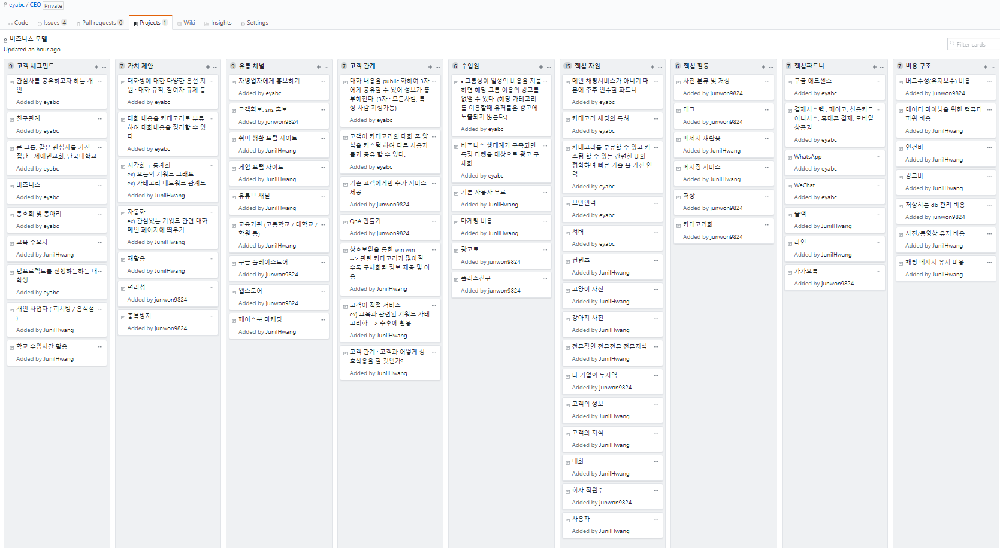 eyabc / CEO Private
Code
Issues 4
Pull requests 0
Projects 1
Wiki
Insights
Settings
비즈니스 모델
Updated an hour ago
Filter cards
9 고객 세그먼트
관심사를 공유하고자 하는 개
인
Added by eyabc
친구관계
Added by eyabc
큰 그룹: 같은 관심사를 가진
집단 - 세에덴교회, 단국대학교
Added by eyabc
비즈니스
Added by eyabc
동호회 및 동아리
Added by eyabc
교육 수요자
Added by JunilHwang
팀프로젝트를 진행하는하는 대
학생
Added by eyabc
개인 사업자 ( 피시방 / 음식점
)
Added by JunilHwang
학교 수업시간 활용
Added by JunilHwang
7 가치 제안
대화방에 대한 다양한 옵션 지
원 : 대화 규칙, 참여자 규제 등
Added by eyabc
대화 내용을 카테고리로 분류
하여 대화내용을 정리할 수 있
다
Added by eyabc
시각화 + 통계화
ex) 오늘의 키워드 그래프
ex) 카테고리 네트워크 관계도
Added by JunilHwang
자동화
ex) 관심있는 키워드 관련 대화
메인 페이지에 띄우기
Added by JunilHwang
재활용
Added by JunilHwang
편리성
Added by junwon9824
중복방지
Added by junwon9824
9 유통 채널
자영업자에게 홍보하기
Added by eyabc
고객확보: sns 홍보
Added by junwon9824
취미 생활 포털 사이트
Added by JunilHwang
게임 포털 사이트
Added by JunilHwang
유튜브 채널
Added by JunilHwang
교육기관 (고등학교 / 대학교 /
학원 등)
Added by JunilHwang
구글 플레이스토어
Added by junwon9824
앱스토어
Added by junwon9824
페이스북 마케팅
Added by JunilHwang
7 고객 관계
대화 내용을 public 화하여 3자
에게 공유할 수 있어 정보가 풍
부해진다. (3자 : 모든사람, 특
정 사람 지정가능)
Added by eyabc
고객이 카테고리의 대화 폼 양
식을 커스텀 하여 다른 사용자
들과 공유 할 수 있다.
Added by eyabc
기존 고객에게만 추가 서비스
제공
Added by junwon9824
QnA 만들기
Added by junwon9824
상호보완을 통한 win win
--> 관련 카테고리가 많아질
수록 구체화된 정보 제공 및 이
용
Added by JunilHwang
고객이 직접 서비스
ex) 교육과 관련된 키워드 카테
고리화 --> 추후에 활용
Added by JunilHwang
고객 관계 : 고객과 어떻게 상
호작용을 할 것인가?
Added by JunilHwang
6 수입원
• 그룹장이 일정의 비용을 지불
하면 해당 그룹 이용의 광고를
없앨 수 있다. (해당 카테고리
를 이용할때 유저들은 광고에
노출되지 않는다.)
Added by eyabc
비즈니스 생태계가 구축되면
특정 타켓을 대상으로 광고 구
체화
Added by eyabc
기본 사용자 무료
Added by JunilHwang
마케팅 비용
Added by JunilHwang
광고료
Added by junwon9824
플러스친구
Added by junwon9824
15 핵심 자원
메인 채팅서비스가 아니기 때
문에 추후 인수할 파트너
Added by eyabc
카테고리 채팅의 특허
Added by eyabc
카테고리를 분류할 수 있고 커
스텀 할 수 있는 간편한 UI와
정확하며 빠른 기술 을 가진 인
력
Added by eyabc
보안인력
Added by eyabc
서버
Added by eyabc
컨텐츠
Added by JunilHwang
고양이 사진
Added by JunilHwang
강아지 사진
Added by JunilHwang
전문적인 전문전문 전문지식
Added by JunilHwang
타 기업의 투자액
Added by junwon9824
고객의 정보
Added by JunilHwang
고객의 지식
Added by JunilHwang
대화
Added by JunilHwang
회사 직원수
Added by junwon9824
사용자
Added by JunilHwang
6 핵심 활동
사진 분류 및 저장
Added by junwon9824
태그
Added by junwon9824
메세지 재활용
Added by JunilHwang
메시징 서비스
Added by JunilHwang
저장
Added by junwon9824
카테고리화
Added by junwon9824
7 핵심파트너
구글 에드센스
Added by eyabc
결제시스템 ; 페이코, 신용카드
이니시스, 휴대폰 결제, 모바일
상품권
Added by eyabc
WhatsApp
Added by eyabc
WeChat
Added by eyabc
슬랙
Added by JunilHwang
라인
Added by JunilHwang
카카오톡
Added by junwon9824
7 비용 구조
버그수정(유지보수) 비용
Added by junwon9824
데이터 마이닝을 위한 컴퓨터
파워 비용
Added by JunilHwang
인건비
Added by JunilHwang
광고비
Added by JunilHwang
저장하는 db 관리 비용
Added by junwon9824
사진/동영상 유지 비용
Added by JunilHwang
채팅 메세지 유지 비용
Added by JunilHwang